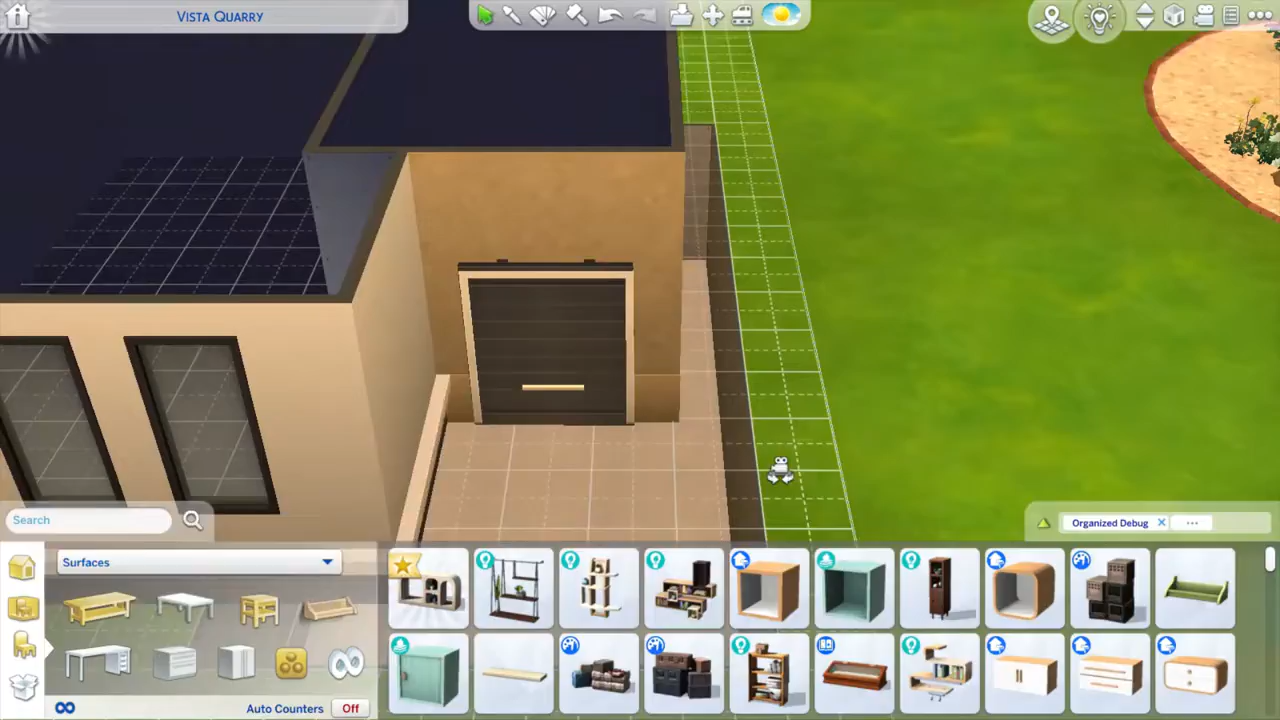 VISTA QUARRY
Search
Organized Debug
Surfaces
Auto Counters
Off